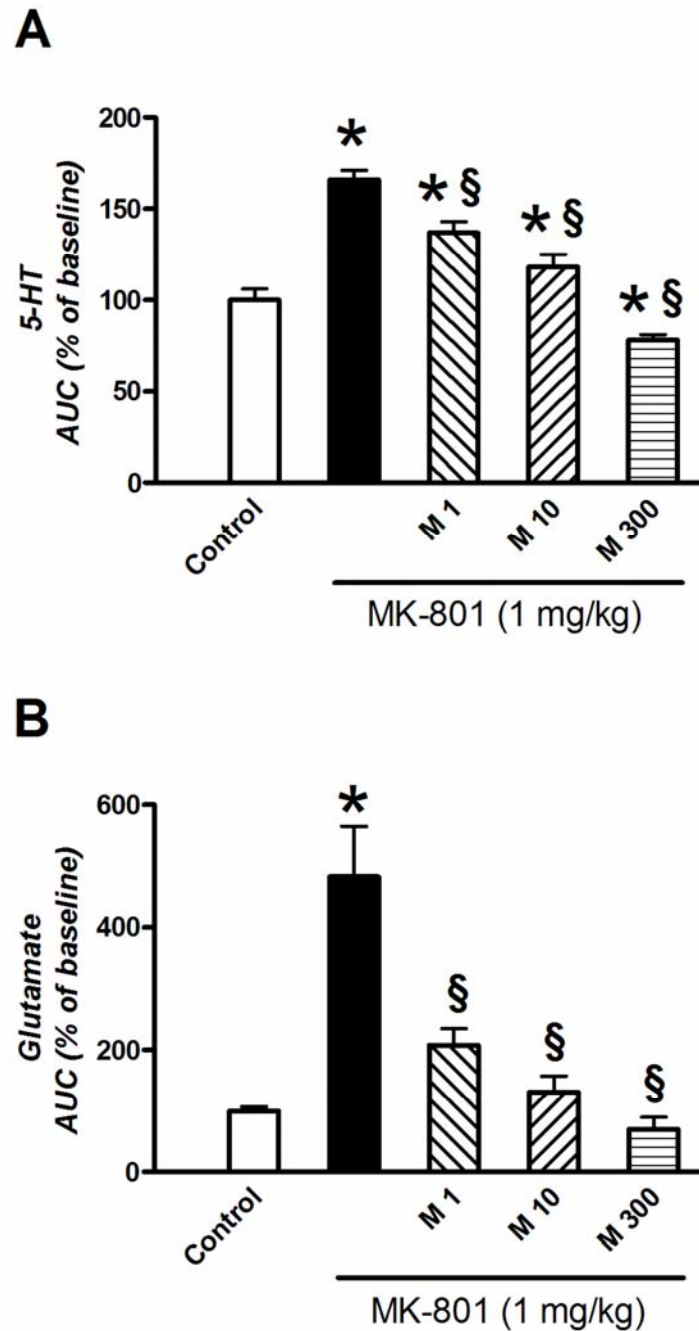 A
5-HT
AUC (% of baseline)
200
150
100
50
0
*
* §
* §
* §
Control
M 1
M 10
M 300
MK-801 (1 mg/kg)
B
Glutamate
AUC (% of baseline)
600
400
200
0
*
§
§
§
Control
M 1
M 10
M 300
MK-801 (1 mg/kg)